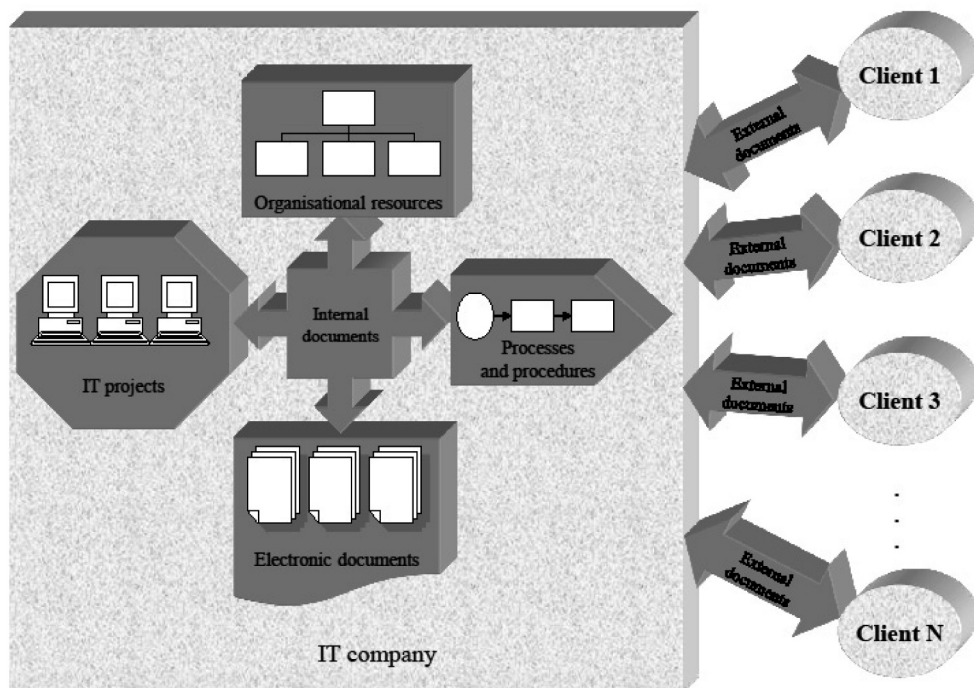 Client 1
External
documents
Organisational resources
Client 2
External
documents
Internal
documents
Processes
and procedures
IT projects
Client 3
External
documents
Electronic documents
External
documents
Client N
IT company